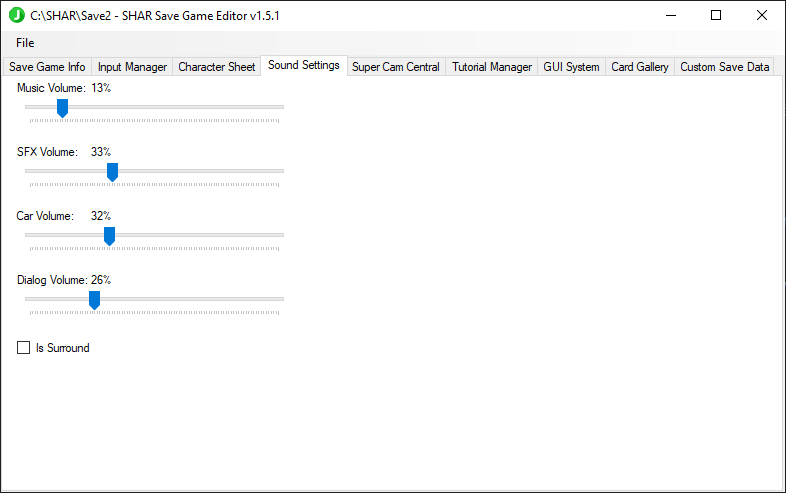 C:\SHAR\Save2 - SHAR Save Game Editor v1.5.1
File
Save Game Info Input Manager Character Sheet Sound Settings Super Cam Central Tutorial Manager GUI System Card Gallery Custom Save Data
Music Volume: 13%
SFX Volume: 33%
Car Volume: 32%
Dialog Volume: 26%
Is Surround